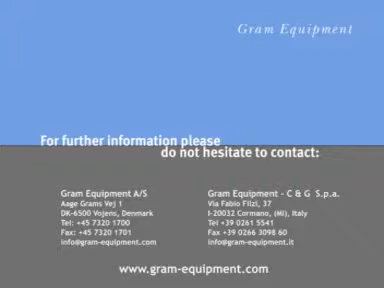 Gram Equipment
For further information please
do not hesitate to contact:
Gram Equipment A/S
Aage Grams Vej 1
DK-6500 Vojens, Denmark
Tel: +45 7320 1700
Fax: +45 7320 1701
info@gram-equipment.com
Gram Equipment - C & G S.p.a.
Via Fabio Filzi, 37
I-20032 Cormano, (MI), Italy
Tel +39 0261 5541
Fax +39 0266 3098 60
info@gram-equipment.it
www.gram-equipment.com